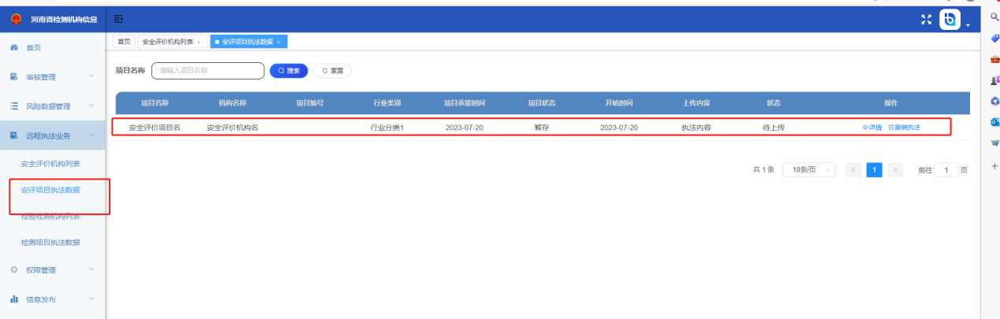 河南省检测机构信息
首页
审核管理
风险数据管理
远程执法业务
安全评价机构列表
安评项目执法数据
检验检测机构列表
检测项目执法数据
权限管理
信息发布
首页 安全评价机构列表 × 安评项目执法数据 ×
项目名称 请输入项目名称 搜索 重置
项目名称 机构名称 项目编号 行业类别 项目承接时间 项目状态 开始时间 上传内容 状态 操作
安全评价项目名 安全评价机构名 行业分类1 2023-07-20 暂存 2023-07-20 执法内容 待上传 详情 撤销执法
共 1 条 10条/页 < 1 > 前往 1 页